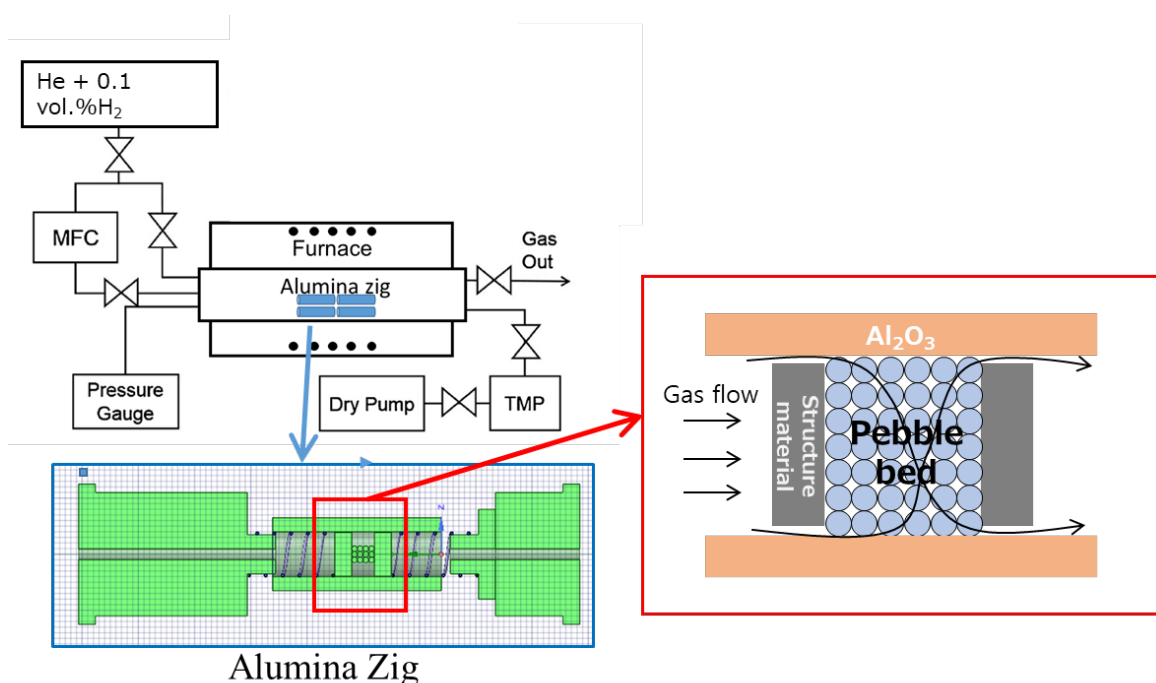 He + 0.1
vol.%H₂
MFC
Furnace
Alumina zig
Gas
Out
Pressure
Gauge
Dry Pump
TMP
Al₂O₃
Gas flow
Structure
material
Pebble
bed
Z
Alumina Zig